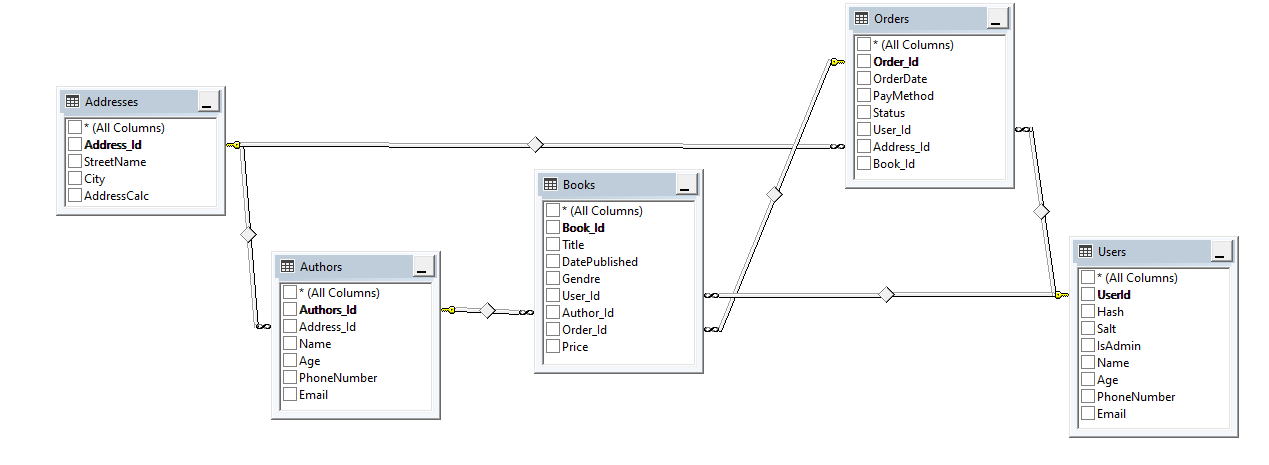 Addresses
* (All Columns)
Address_Id
StreetName
City
AddressCalc
Authors
* (All Columns)
Authors_Id
Address_Id
Name
Age
PhoneNumber
Email
Books
* (All Columns)
Book_Id
Title
DatePublished
Gendre
User_Id
Author_Id
Order_Id
Price
Orders
* (All Columns)
Order_Id
OrderDate
PayMethod
Status
User_Id
Address_Id
Book_Id
Users
* (All Columns)
UserId
Hash
Salt
IsAdmin
Name
Age
PhoneNumber
Email